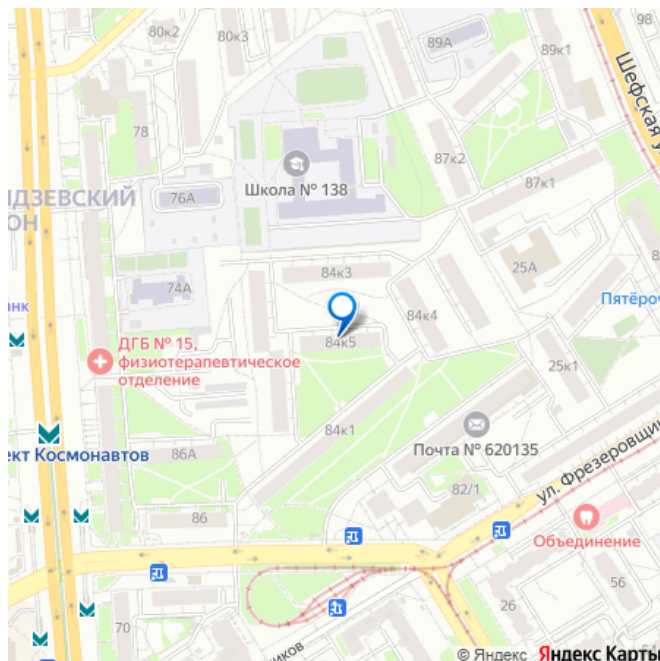 80к2
80к3
89А
98
89к1
Шефская у
78
87к2
Школа № 138
87к1
76А
ДЗЕВСКИЙ
ОН
84к3
25А
74А
анк
84к4
Пятёроч
ДГБ № 15,
физиотерапевтическое
отделение
84к5
25к1
84к1
Почта № 620135
ект Космонавтов
86А
82/1
ул. Фрезеровщик
86
Объединение
56
26
70
иков
© Яндекс Яндекс Карты